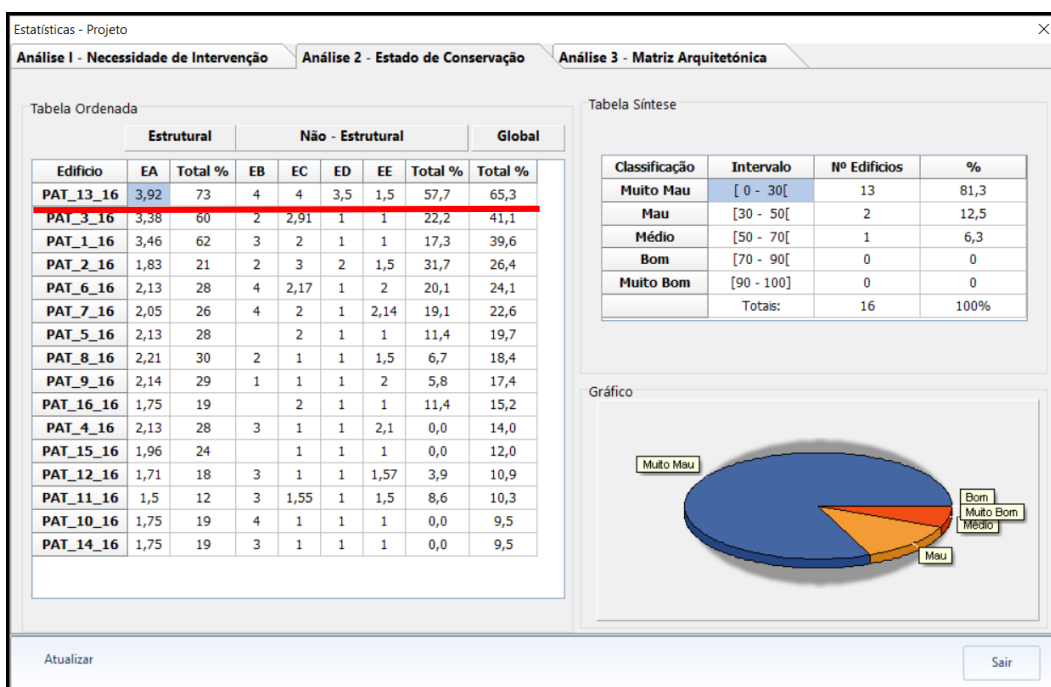 Estatísticas - Projeto
Análise I - Necessidade de Intervenção Análise 2 - Estado de Conservação Análise 3 - Matriz Arquitetónica
Tabela Ordenada
Estrutural Não - Estrutural Global
Edificio EA Total % EB EC ED EE Total % Total %
PAT_13_16 3,92 73 4 4 3,5 1,5 57,7 65,3
PAT_3_16 3,38 60 2 2,91 1 1 22,2 41,1
PAT_1_16 3,46 62 3 2 1 1 17,3 39,6
PAT_2_16 1,83 21 2 3 2 1,5 31,7 26,4
PAT_6_16 2,13 28 4 2,17 1 2 20,1 24,1
PAT_7_16 2,05 26 4 2 1 2,14 19,1 22,6
PAT_5_16 2,13 28 2 1 1 11,4 19,7
PAT_8_16 2,21 30 2 1 1 1,5 6,7 18,4
PAT_9_16 2,14 29 1 1 1 2 5,8 17,4
PAT_16_16 1,75 19 2 1 1 11,4 15,2
PAT_4_16 2,13 28 3 1 1 2,1 0,0 14,0
PAT_15_16 1,96 24 1 1 1 0,0 12,0
PAT_12_16 1,71 18 3 1 1 1,57 3,9 10,9
PAT_11_16 1,5 12 3 1,55 1 1,5 8,6 10,3
PAT_10_16 1,75 19 4 1 1 1 0,0 9,5
PAT_14_16 1,75 19 3 1 1 1 0,0 9,5
Tabela Síntese
Classificação Intervalo Nº Edificios %
Muito Mau [ 0 - 30[ 13 81,3
Mau [30 - 50[ 2 12,5
Médio [50 - 70[ 1 6,3
Bom [70 - 90[ 0 0
Muito Bom [90 - 100] 0 0
Totais: 16 100%
Gráfico
Muito Mau
Bom
Muito Bom
Médio
Mau
Atualizar Sair